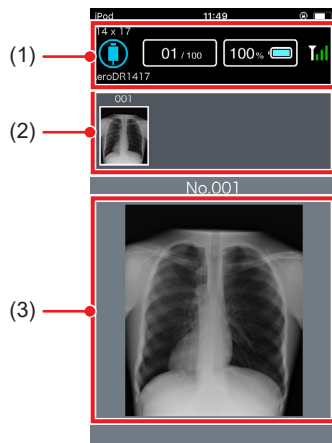 iPod 11:49
14 x 17
(1)
01 / 100
100%
eroDR1417
(2)
001
No.001
(3)